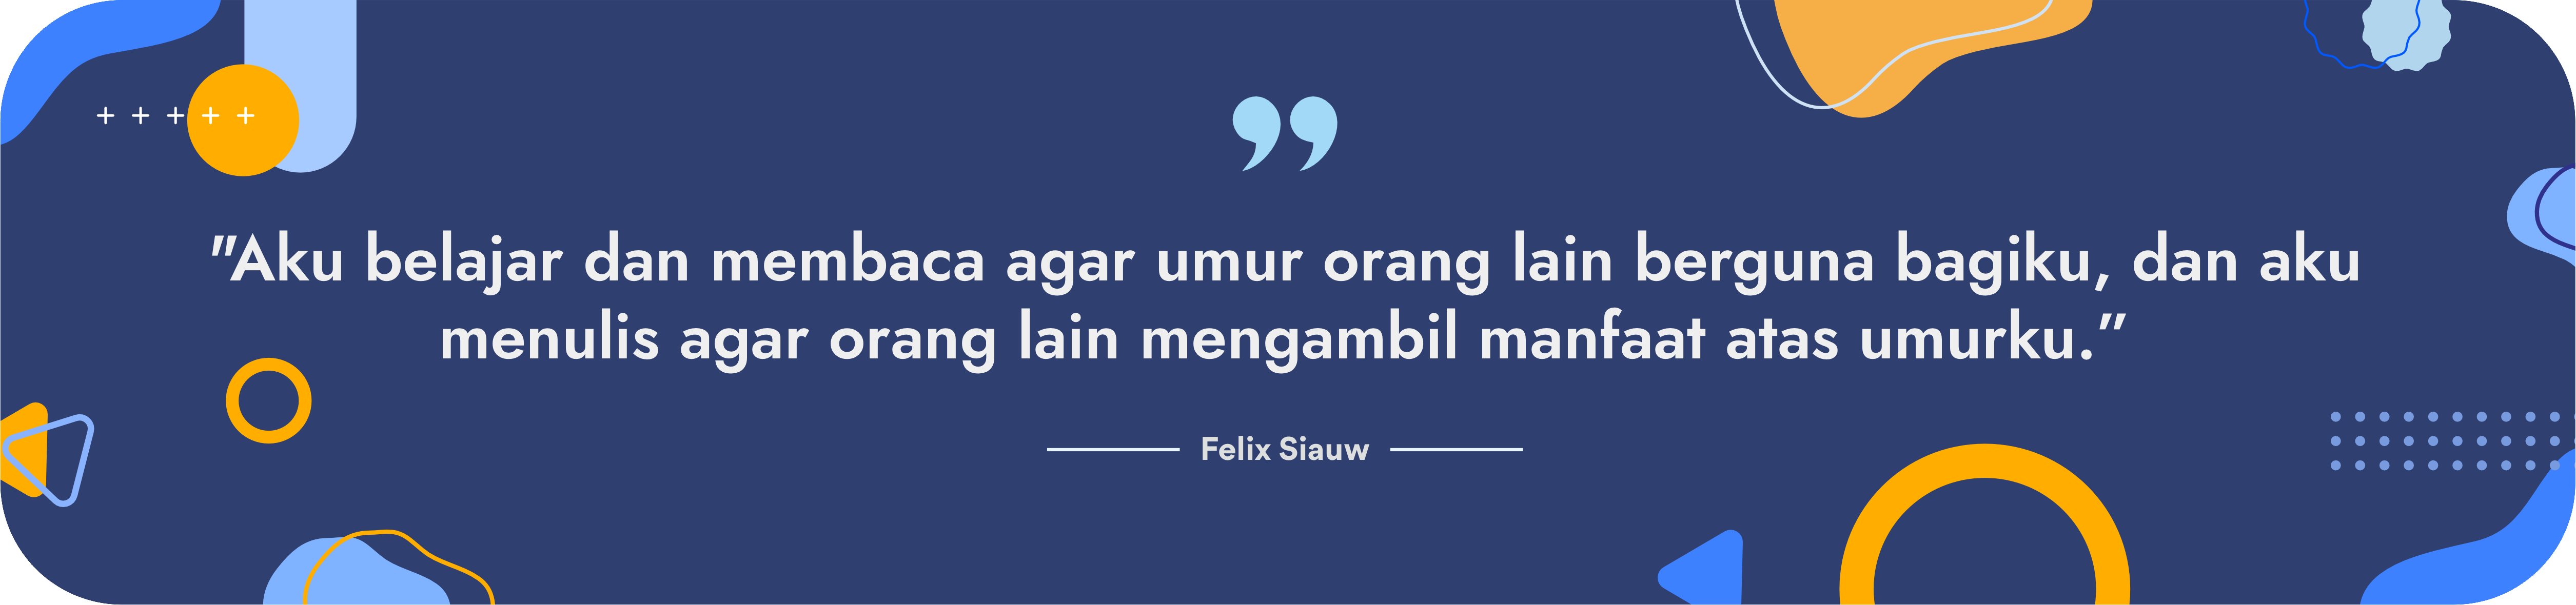 "Aku belajar dan membaca agar umur orang lain berguna bagiku, dan aku
menulis agar orang lain mengambil manfaat atas umurku."
Felix Siauw